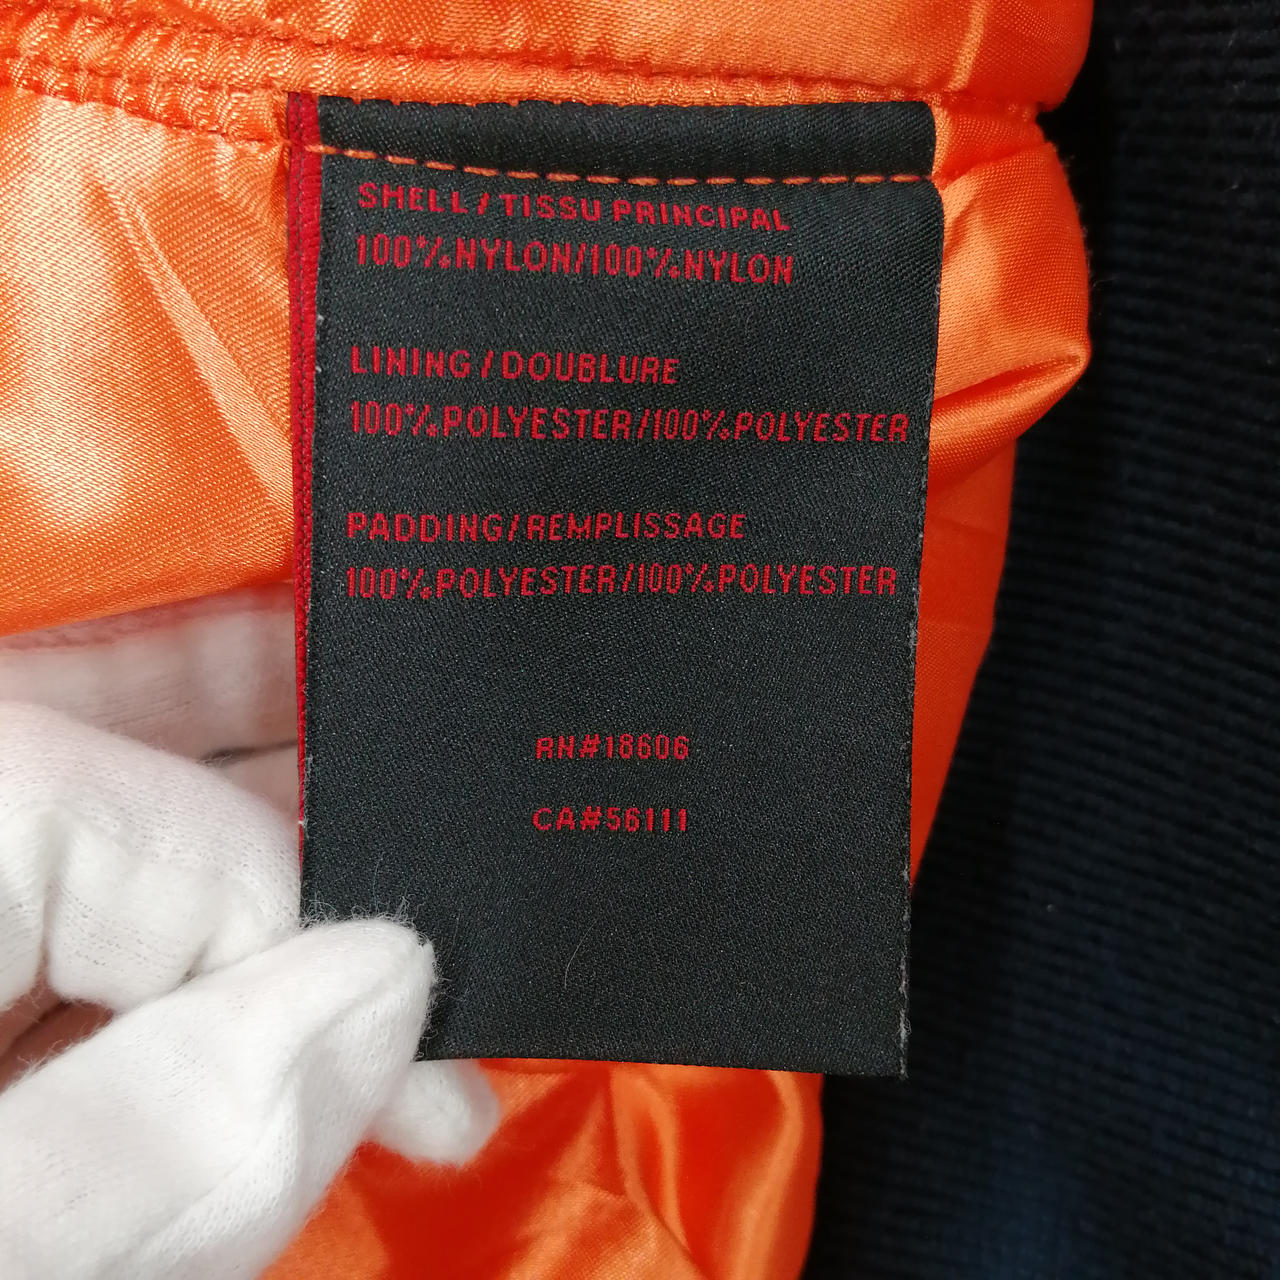 SHELL / TISSU PRINCIPAL
100%NYLON/100%NYLON
LINING / DOUBLURE
100%POLYESTER/100%POLYESTER
PADDING/REMPLISSAGE
100%POLYESTER/100%POLYESTER
RN#18606
CA#56111